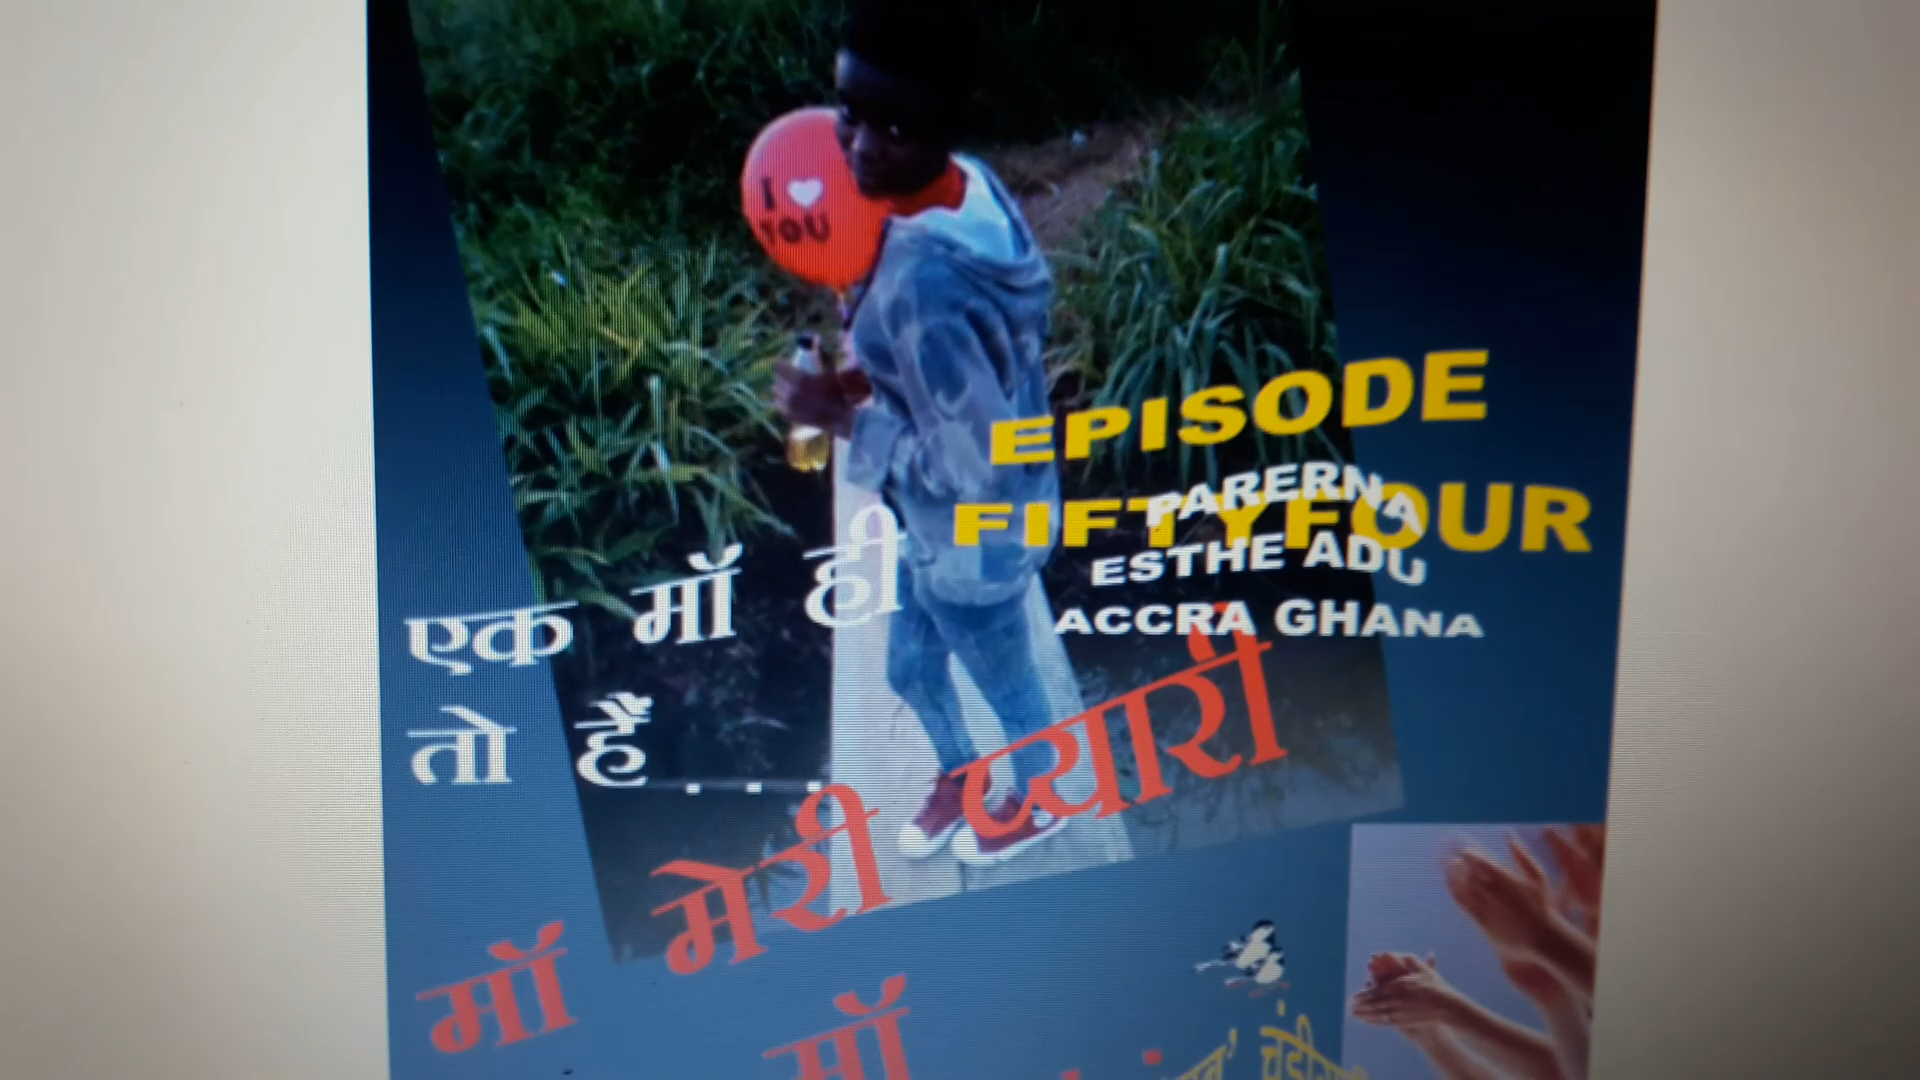 I ♥
YOU
EPISODE
FIFTYFOUR
PARERNA
ESTHE ADU
ACCRA GHANA
एक माँ ही
तो है...
माँ मेरी प्यारी
माँ